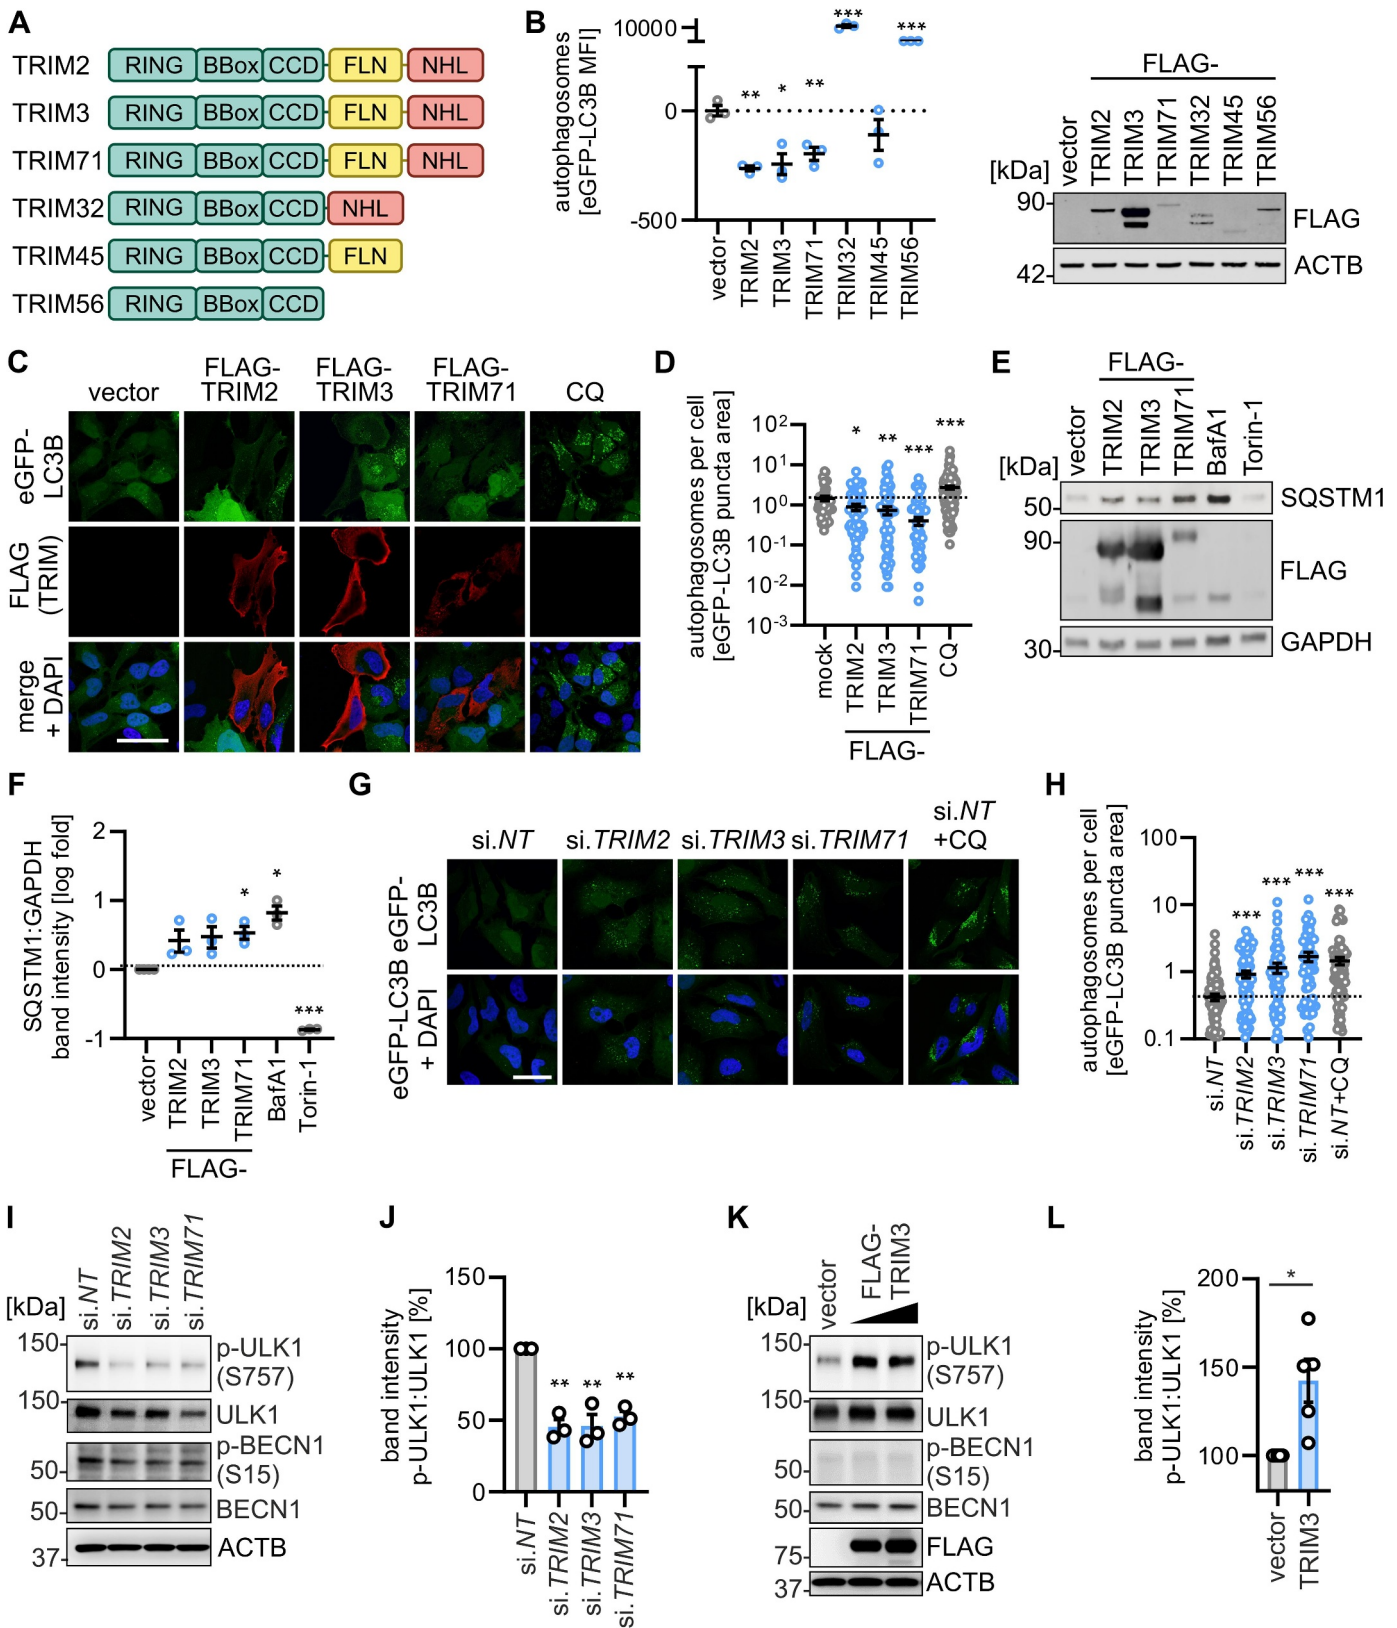 A
TRIM2 RING BBox CCD FLN NHL
TRIM3 RING BBox CCD FLN NHL
TRIM71 RING BBox CCD FLN NHL
TRIM32 RING BBox CCD NHL
TRIM45 RING BBox CCD FLN
TRIM56 RING BBox CCD
B
autophagosomes
[eGFP-LC3B MFI]
10000
0
-500
** * ** *** ***
vector TRIM2 TRIM3 TRIM71 TRIM32 TRIM45 TRIM56
FLAG-
vector TRIM2 TRIM3 TRIM71 TRIM32 TRIM45 TRIM56
[kDa]
90
FLAG
42
ACTB
C
vector FLAG-TRIM2 FLAG-TRIM3 FLAG-TRIM71 CQ
eGFP-
LC3B
FLAG
(TRIM)
merge
+ DAPI
D
autophagosomes per cell
[eGFP-LC3B puncta area]
10²
10¹
10⁰
10⁻¹
10⁻²
10⁻³
* ** *** ***
mock TRIM2 TRIM3 TRIM71 CQ
FLAG-
E
FLAG-
vector TRIM2 TRIM3 TRIM71 BafA1 Torin-1
[kDa]
50
SQSTM1
90
FLAG
30
GAPDH
F
SQSTM1:GAPDH
band intensity [log fold]
2
1
0
-1
* * ***
vector TRIM2 TRIM3 TRIM71 BafA1 Torin-1
FLAG-
G
si.NT si.TRIM2 si.TRIM3 si.TRIM71 si.NT +CQ
eGFP-
LC3B
eGFP-LC3B
+ DAPI
H
autophagosomes per cell
[eGFP-LC3B puncta area]
100
10
1
0.1
*** *** *** ***
si.NT si.TRIM2 si.TRIM3 si.TRIM71 si.NT+CQ
I
si.NT si.TRIM2 si.TRIM3 si.TRIM71
[kDa]
150
p-ULK1
(S757)
150
ULK1
p-BECN1
(S15)
50
50
BECN1
37
ACTB
J
band intensity
p-ULK1:ULK1 [%]
150
100
50
0
** ** **
si.NT si.TRIM2 si.TRIM3 si.TRIM71
K
vector FLAG-TRIM3
[kDa]
150
p-ULK1
(S757)
150
ULK1
p-BECN1
(S15)
50
50
BECN1
FLAG
75
37
ACTB
L
band intensity
p-ULK1:ULK1 [%]
200
150
100
*
vector TRIM3